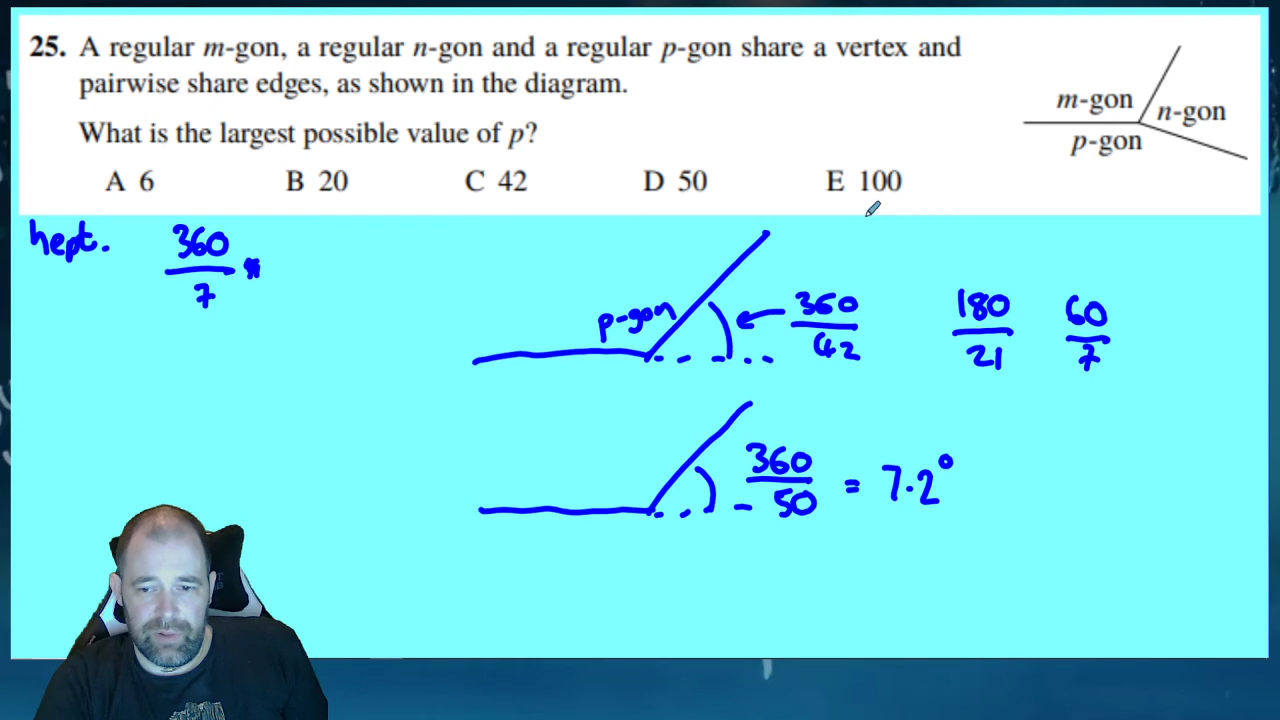 25. A regular m-gon, a regular n-gon and a regular p-gon share a vertex and
pairwise share edges, as shown in the diagram.
What is the largest possible value of p?
A 6 B 20 C 42 D 50 E 100
m-gon
n-gon
p-gon
hept.
360
7
p-gon
360
42
180
21
60
7
360
50
= 7.2°